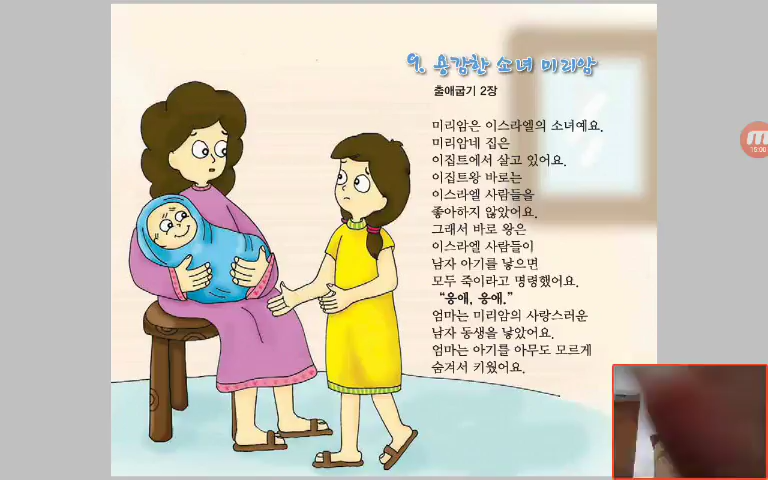 9. 용감한 소녀 미리암
출애굽기 2장
미리암은 이스라엘의 소녀예요.
미리암네 집은
이집트에서 살고 있어요.
이집트왕 바로는
이스라엘 사람들을
좋아하지 않았어요.
그래서 바로 왕은
이스라엘 사람들이
남자 아기를 낳으면
모두 죽이라고 명령했어요.
“응애, 응애.”
엄마는 미리암의 사랑스러운
남자 동생을 낳았어요.
엄마는 아기를 아무도 모르게
숨겨서 키웠어요.
15:00